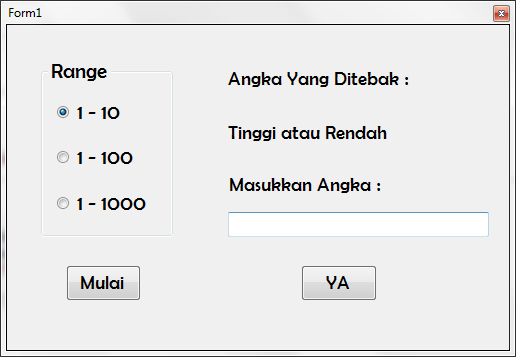 Form1
Range
1 - 10
1 - 100
1 - 1000
Mulai
Angka Yang Ditebak :
Tinggi atau Rendah
Masukkan Angka :
YA